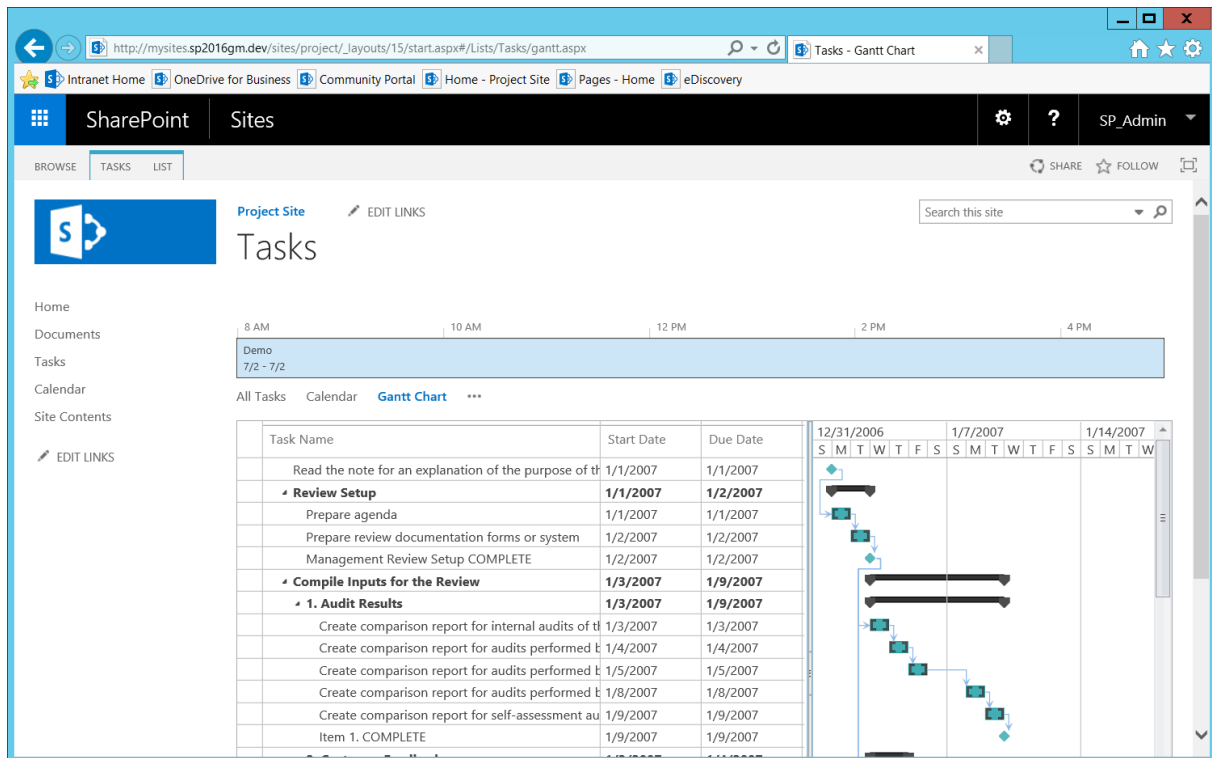 http://mysites.sp2016gm.dev/sites/project/_layouts/15/start.aspx#/Lists/Tasks/gantt.aspx
Tasks - Gantt Chart
Intranet Home OneDrive for Business Community Portal Home - Project Site Pages - Home eDiscovery
SharePoint Sites ? SP_Admin
BROWSE TASKS LIST SHARE FOLLOW
Project Site EDIT LINKS Search this site
Tasks
Home
Documents
Tasks
Calendar
Site Contents
EDIT LINKS
8 AM 10 AM 12 PM 2 PM 4 PM
Demo
7/2 - 7/2
All Tasks Calendar Gantt Chart
Task Name Start Date Due Date
12/31/2006 1/7/2007 1/14/2007
S M T W T F S S M T W T F S S M T W
Read the note for an explanation of the purpose of th 1/1/2007 1/1/2007
Review Setup 1/1/2007 1/2/2007
Prepare agenda 1/1/2007 1/1/2007
Prepare review documentation forms or system 1/2/2007 1/2/2007
Management Review Setup COMPLETE 1/2/2007 1/2/2007
Compile Inputs for the Review 1/3/2007 1/9/2007
1. Audit Results 1/3/2007 1/9/2007
Create comparison report for internal audits of th 1/3/2007 1/3/2007
Create comparison report for audits performed b 1/4/2007 1/4/2007
Create comparison report for audits performed b 1/5/2007 1/5/2007
Create comparison report for audits performed b 1/8/2007 1/8/2007
Create comparison report for self-assessment au 1/9/2007 1/9/2007
Item 1. COMPLETE 1/9/2007 1/9/2007